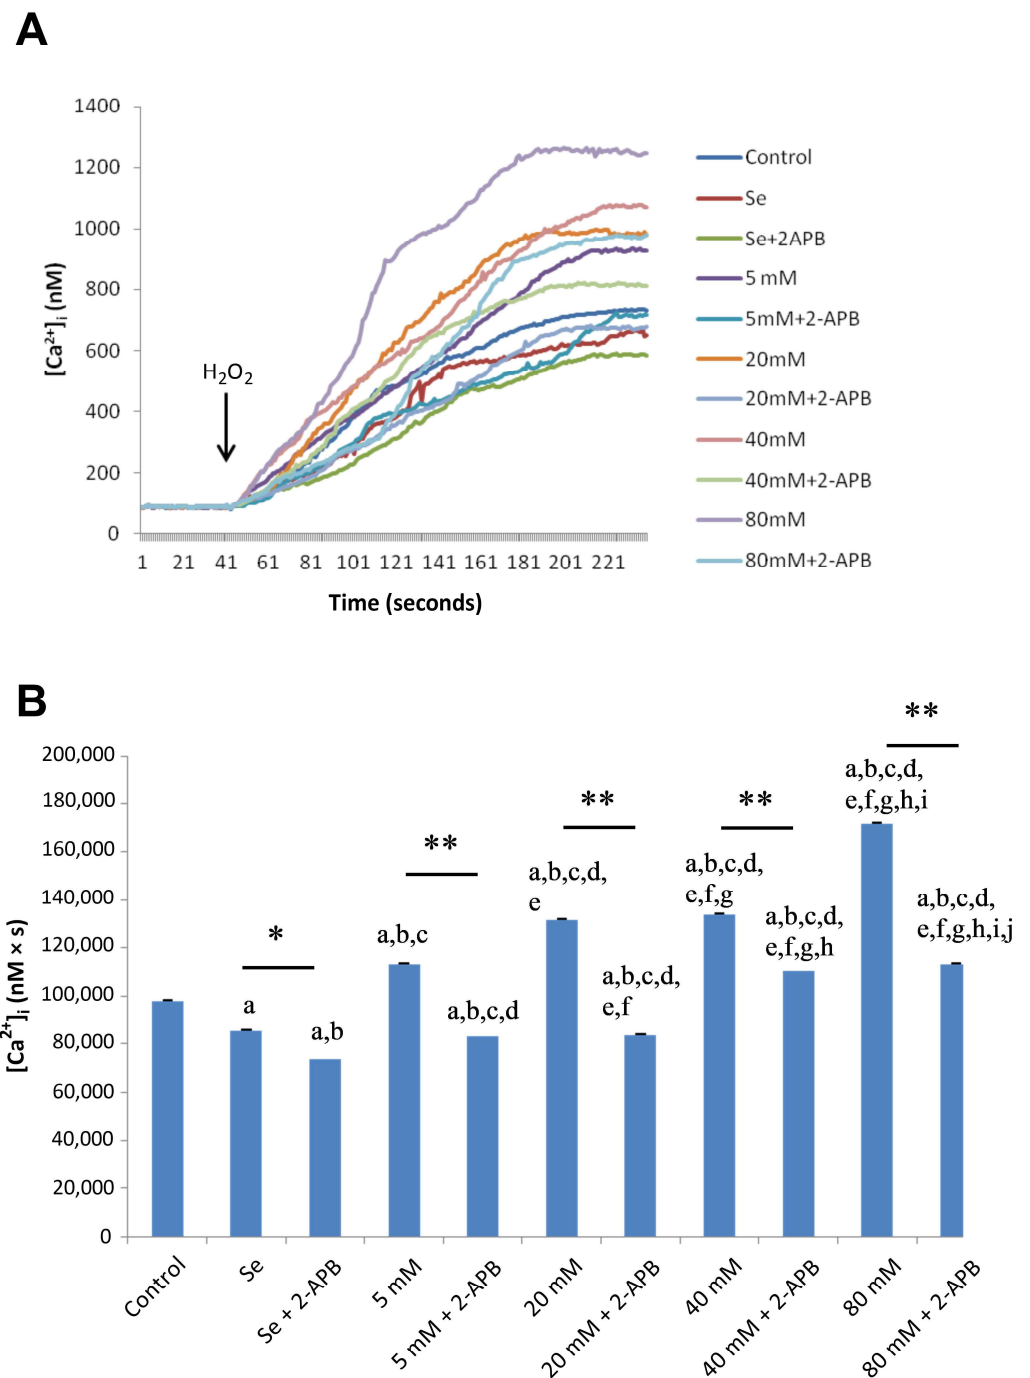 A
1400
1200
1000
800
600
400
200
0
[Ca2+]i (nM)
H2O2
1 21 41 61 81 101 121 141 161 181 201 221
Time (seconds)
Control
Se
Se+2APB
5 mM
5mM+2-APB
20mM
20mM+2-APB
40mM
40mM+2-APB
80mM
80mM+2-APB
B
200,000
180,000
160,000
140,000
120,000
100,000
80,000
60,000
40,000
20,000
0
[Ca2+]i (nM × s)
a
*
a,b
a,b,c
**
a,b,c,d
a,b,c,d,
e
**
a,b,c,d,
e,f
a,b,c,d,
e,f,g
**
a,b,c,d,
e,f,g,h
a,b,c,d,
e,f,g,h,i
**
a,b,c,d,
e,f,g,h,i,j
Control
Se
Se + 2-APB
5 mM
5 mM + 2-APB
20 mM
20 mM + 2-APB
40 mM
40 mM + 2-APB
80 mM
80 mM + 2-APB